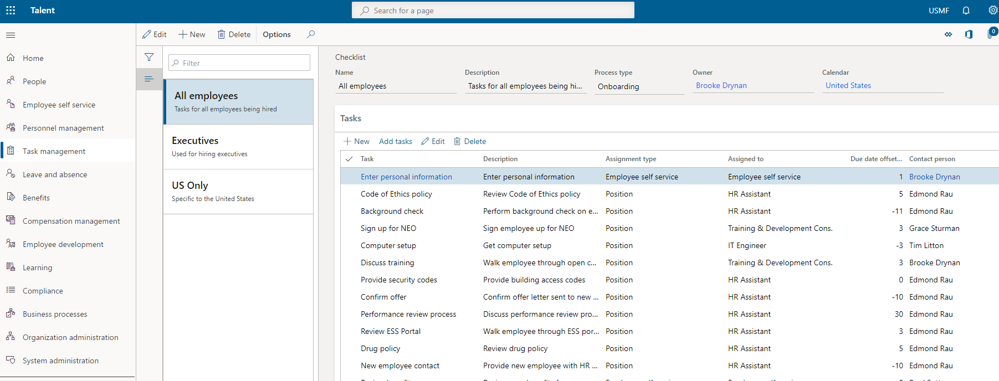 Talent
Search for a page
USMF
Edit
New
Delete
Options
0
Home
People
Employee self service
Personnel management
Task management
Leave and absence
Benefits
Compensation management
Employee development
Learning
Compliance
Business processes
Organization administration
System administration
Filter
All employees
Tasks for all employees being hired
Executives
Used for hiring executives
US Only
Specific to the United States
Checklist
Name Description Process type Owner Calendar
All employees Tasks for all employees being hi... Onboarding Brooke Drynan United States
Tasks
New Add tasks Edit Delete
Task Description Assignment type Assigned to Due date offset... Contact person
Enter personal information Enter personal information Employee self service Employee self service 1 Brooke Drynan
Code of Ethics policy Review Code of Ethics policy Position HR Assistant 5 Edmond Rau
Background check Perform background check on e... Position HR Assistant -11 Edmond Rau
Sign up for NEO Sign employee up for NEO Position Training & Development Cons. 3 Grace Sturman
Computer setup Get computer setup Position IT Engineer -3 Tim Litton
Discuss training Walk employee through open c... Position Training & Development Cons. 3 Brooke Drynan
Provide security codes Provide building access codes Position HR Assistant 0 Edmond Rau
Confirm offer Confirm offer letter sent to new ... Position HR Assistant -10 Edmond Rau
Performance review process Discuss performance review pro... Position HR Assistant 30 Edmond Rau
Review ESS Portal Walk employee through ESS por... Position HR Assistant 3 Edmond Rau
Drug policy Review drug policy Position HR Assistant 5 Edmond Rau
New employee contact Provide new employee with HR ... Position HR Assistant -10 Edmond Rau